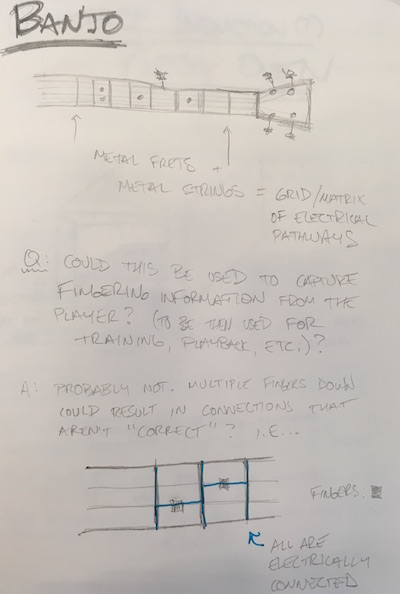 BANJO
METAL FRETS +
METAL STRINGS = GRID/MATRIX
OF ELECTRICAL
PATHWAYS
Q: COULD THIS BE USED TO CAPTURE
FINGERING INFORMATION FROM THE
PLAYER? (TO BE THEN USED FOR
TRAINING, PLAYBACK, ETC.)?
A: PROBABLY NOT. MULTIPLE FINGERS DOWN
COULD RESULT IN CONNECTIONS THAT
AREN'T "CORRECT"? I.E...
FINGERS:
ALL ARE
ELECTRICALLY
CONNECTED